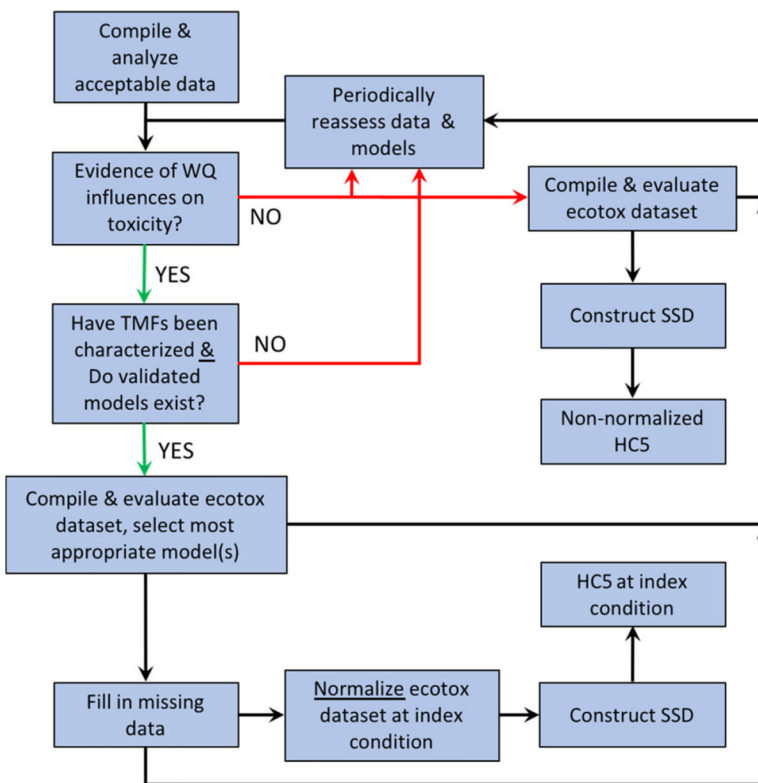 Compile &
analyze
acceptable data
Periodically
reassess data &
models
Evidence of WQ
influences on
toxicity?
NO
Compile & evaluate
ecotox dataset
YES
Have TMFs been
characterized &
Do validated
models exist?
NO
Construct SSD
Non-normalized
HC5
YES
Compile & evaluate ecotox
dataset, select most
appropriate model(s)
HC5 at index
condition
Fill in missing
data
Normalize ecotox
dataset at index
condition
Construct SSD